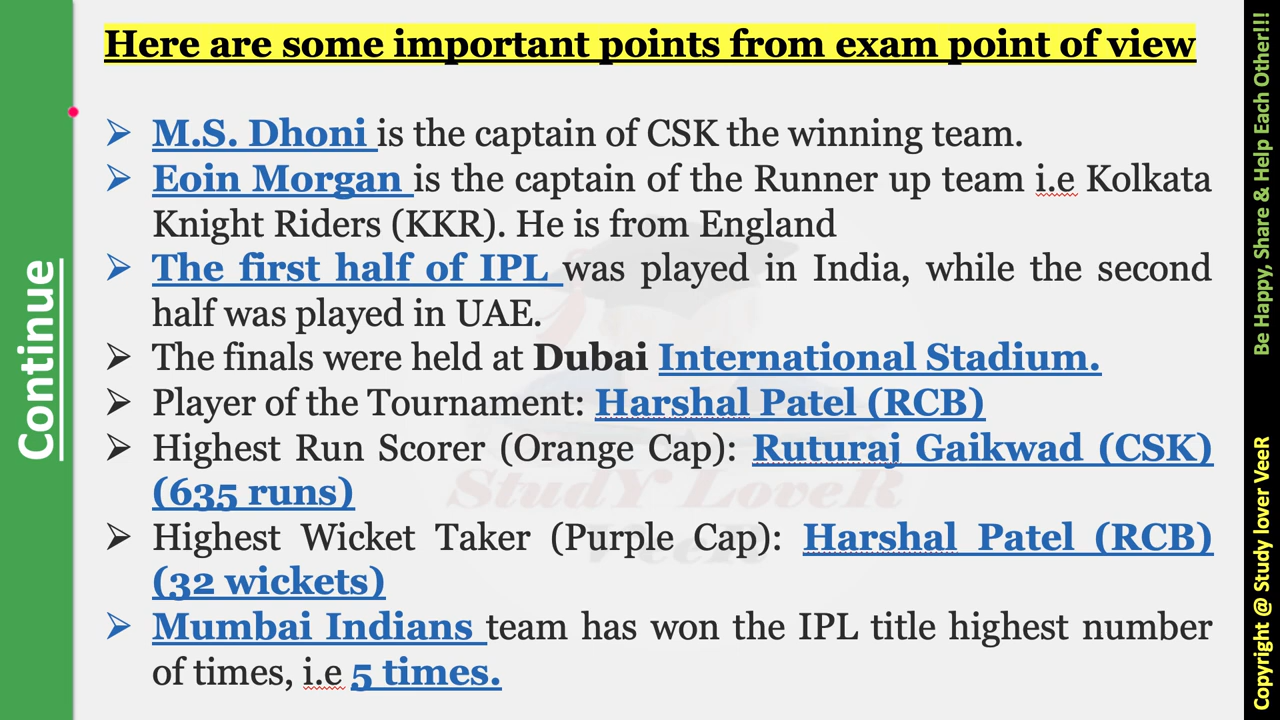 Here are some important points from exam point of view
➢ M.S. Dhoni is the captain of CSK the winning team.
➢ Eoin Morgan is the captain of the Runner up team i.e Kolkata
Knight Riders (KKR). He is from England
➢ The first half of IPL was played in India, while the second
half was played in UAE.
➢ The finals were held at Dubai International Stadium.
➢ Player of the Tournament: Harshal Patel (RCB)
➢ Highest Run Scorer (Orange Cap): Ruturaj Gaikwad (CSK)
(635 runs)
➢ Highest Wicket Taker (Purple Cap): Harshal Patel (RCB)
(32 wickets)
➢ Mumbai Indians team has won the IPL title highest number
of times, i.e 5 times.
Continue
StudY LoveR
VeeR
Be Happy, Share & Help Each Other!!!
Copyright @ Study lover VeeR